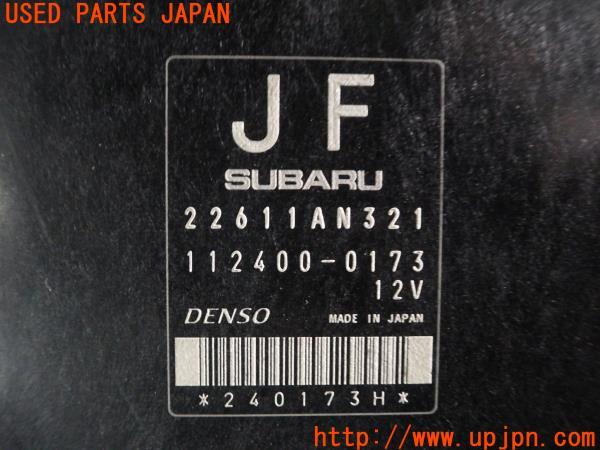 USED PARTS JAPAN
JF
SUBARU
22611AN321
112400-0173
12V
DENSO MADE IN JAPAN
*240173H*
http://www.upjpn.com/